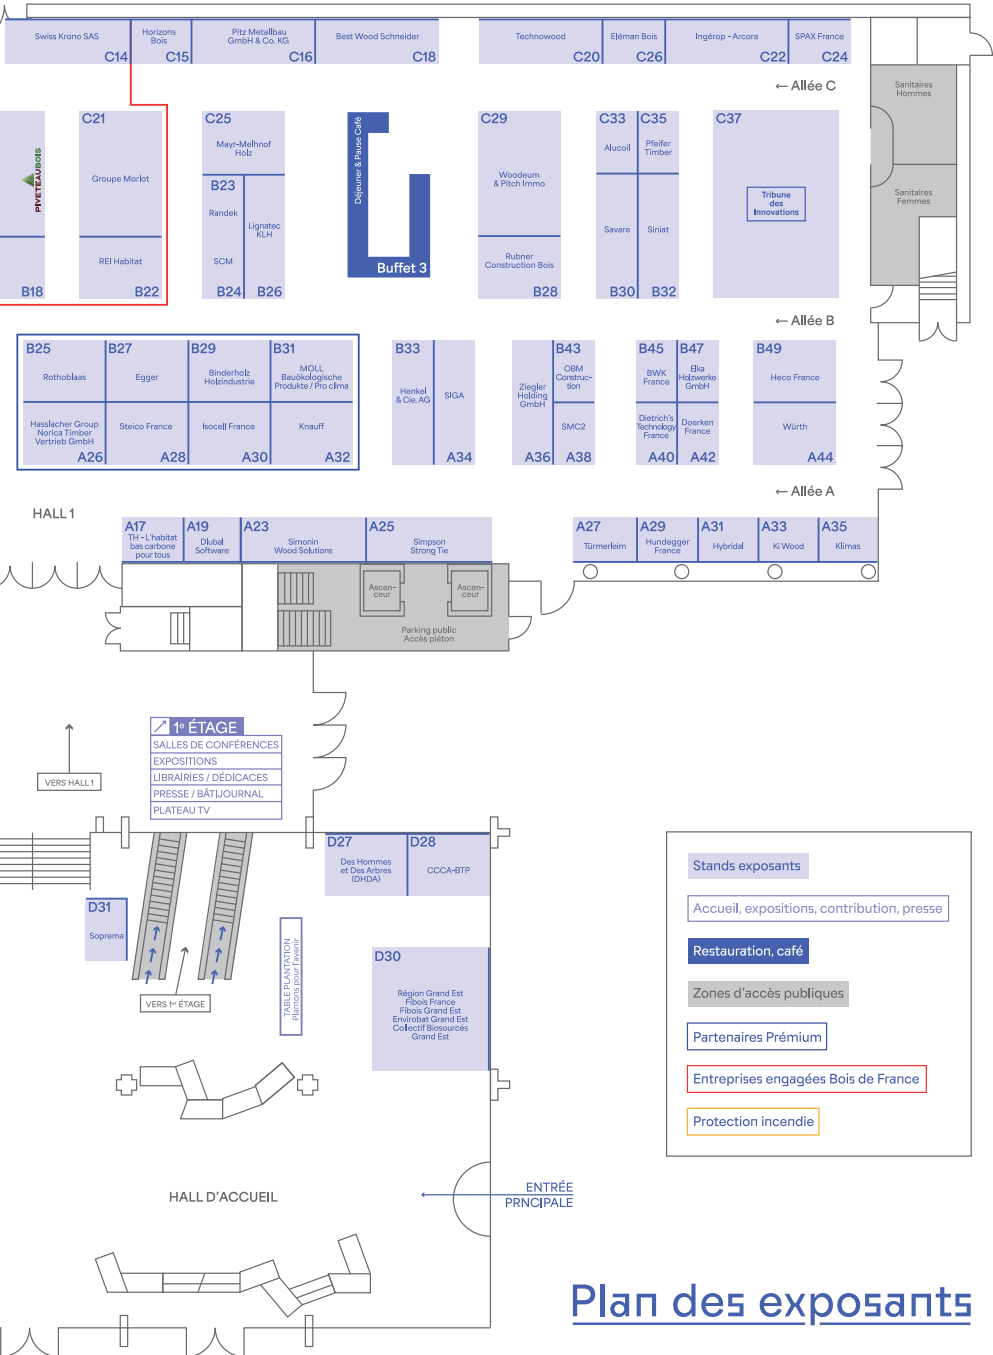 Swiss Krono SAS
C14
Horizons
Bois
C15
Pitz Metallbau
GmbH & Co. KG
C16
Best Wood Schneider
C18
Technowood
C20
Eléman Bois
C26
Ingérop - Arcora
C22
SPAX France
C24
← Allée C
Sanitaires
Hommes
Sanitaires
Femmes
PIVETEAUBOIS
B18
C21
Groupe Morlot
REI Habitat
B22
C25
Mayr-Melhnof
Holz
B23
Randek
SCM
B24
Lignatec
KLH
B26
Déjeuner & Pause Café
Buffet 3
C29
Woodeum
& Pitch Immo
Rubner
Construction Bois
B28
C33
Alucoil
C35
Pfeifer
Timber
Savare
B30
Siniat
B32
C37
Tribune
des
Innovations
← Allée B
B25
Rothoblaas
B27
Egger
B29
Binderholz
Holzindustrie
B31
MOLL
Bauökologische
Produkte / Pro clima
Hasslacher Group
Norica Timber
Vertrieb GmbH
A26
Steico France
A28
Isocell France
A30
Knauff
A32
B33
Henkel
& Cie. AG
SIGA
A34
Ziegler
Holding
GmbH
A36
B43
OBM
Construc-
tion
SMC2
A38
B45
BWK
France
B47
Elka
Holzwerke
GmbH
Dietrich's
Technology
France
A40
Doerken
France
A42
B49
Heco France
Würth
A44
← Allée A
HALL 1
A17
TH - L'habitat
bas carbone
pour tous
A19
Dlubal
Software
A23
Simonin
Wood Solutions
A25
Simpson
Strong Tie
A27
Türmerleim
A29
Hundegger
France
A31
Hybridal
A33
Ki Wood
A35
Klimas
Ascen-
ceur
Ascen-
ceur
Parking public
Accès piéton
1e ÉTAGE
SALLES DE CONFÉRENCES
EXPOSITIONS
LIBRAIRIES / DÉDICACES
PRESSE / BÂTIJOURNAL
PLATEAU TV
VERS HALL 1
D27
Des Hommes
et Des Arbres
(DHDA)
D28
CCCA-BTP
D31
Soprema
VERS 1er ÉTAGE
TABLE PLANTATION
Plantons pour l'avenir
D30
Région Grand Est
Fibois France
Fibois Grand Est
Envirobat Grand Est
Collectif Biosourcés
Grand Est
HALL D'ACCUEIL
ENTRÉE
PRNCIPALE
Stands exposants
Accueil, expositions, contribution, presse
Restauration, café
Zones d'accès publiques
Partenaires Prémium
Entreprises engagées Bois de France
Protection incendie
Plan des exposants